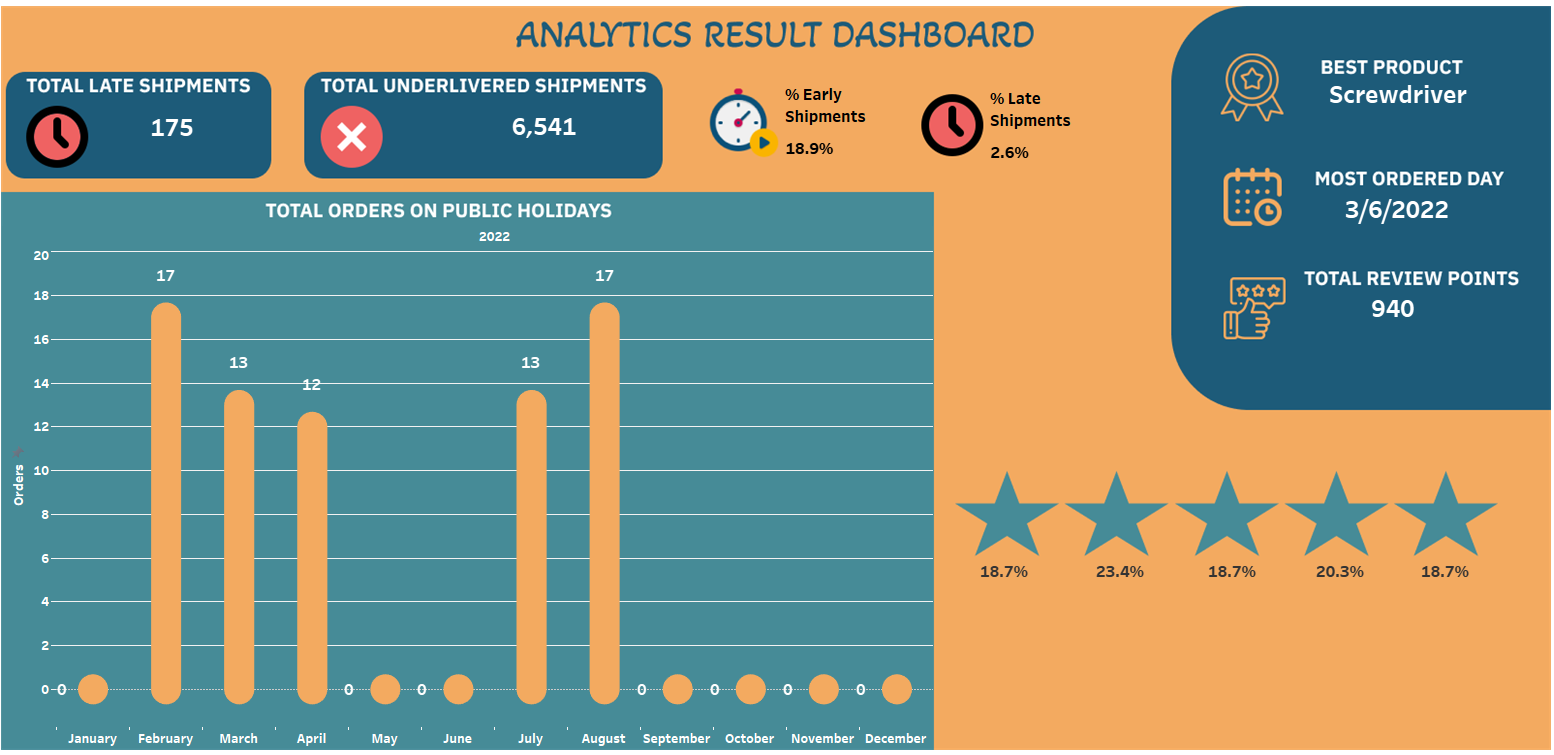 ANALYTICS RESULT DASHBOARD
TOTAL LATE SHIPMENTS
175
TOTAL UNDERLIVERED SHIPMENTS
6,541
% Early
Shipments
18.9%
% Late
Shipments
2.6%
BEST PRODUCT
Screwdriver
MOST ORDERED DAY
3/6/2022
TOTAL REVIEW POINTS
940
TOTAL ORDERS ON PUBLIC HOLIDAYS
2022
Orders
20
18
16
14
12
10
8
6
4
2
0
0
17
13
12
0
0
13
17
0
0
0
0
January February March April May June July August September October November December
18.7% 23.4% 18.7% 20.3% 18.7%